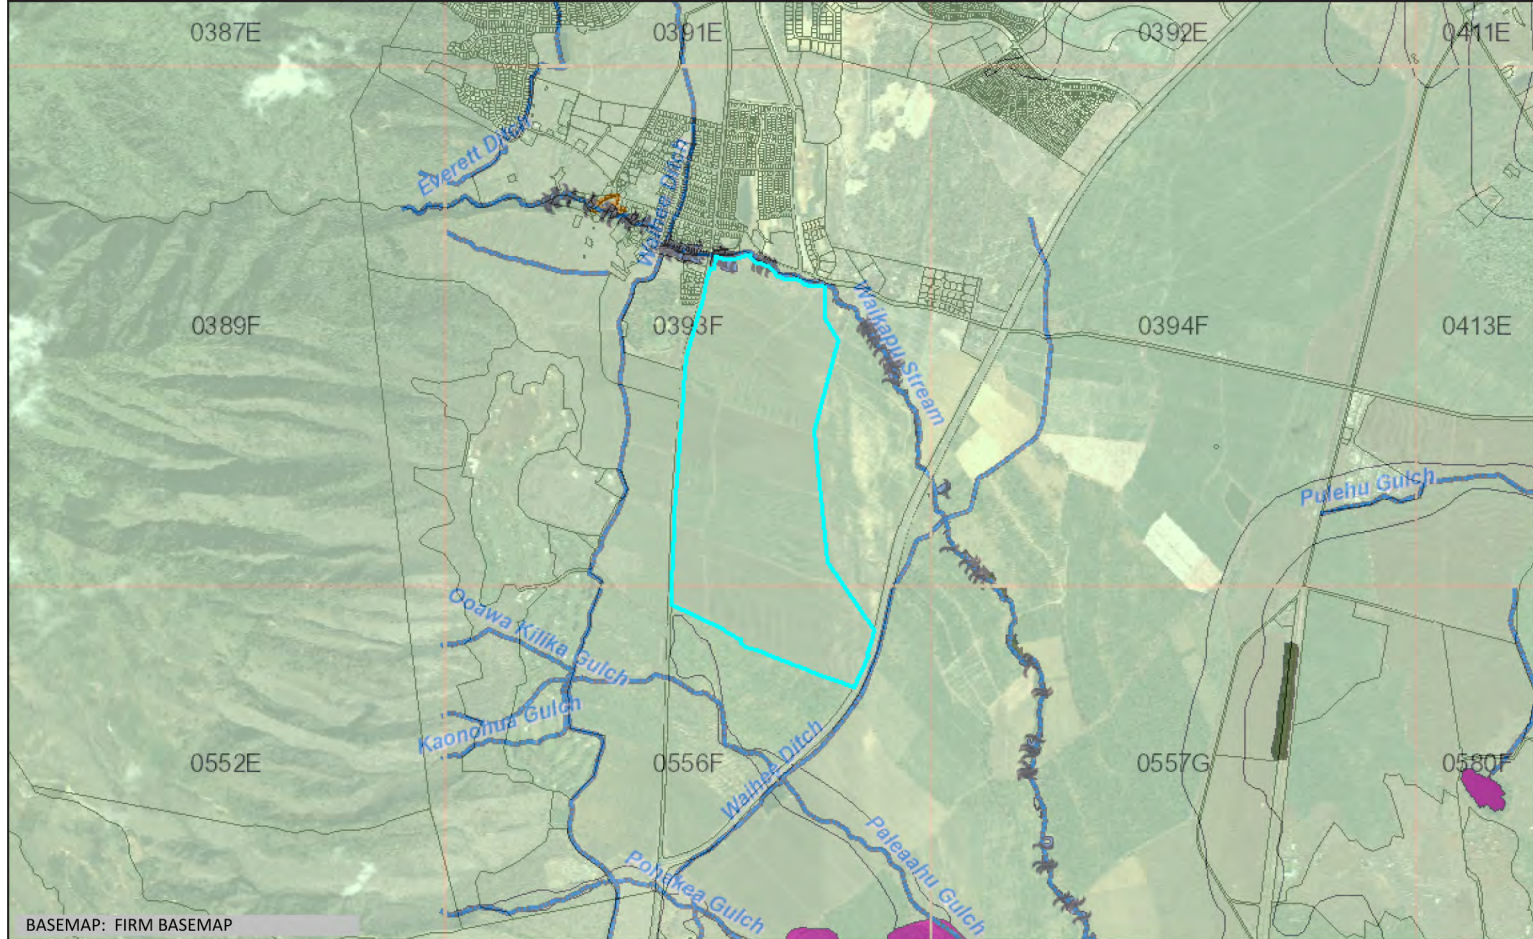 0387E
0391E
0392E
0411E
Everett Ditch
Waihee Ditch
0389F
0393F
Waikapu Stream
0394F
0413E
Pulehu Gulch
Ooawa Kilika Gulch
Kaonohua Gulch
0552E
0556F
Waihee Ditch
0557G
0580F
Paleaahu Gulch
Pohakea Gulch
BASEMAP: FIRM BASEMAP